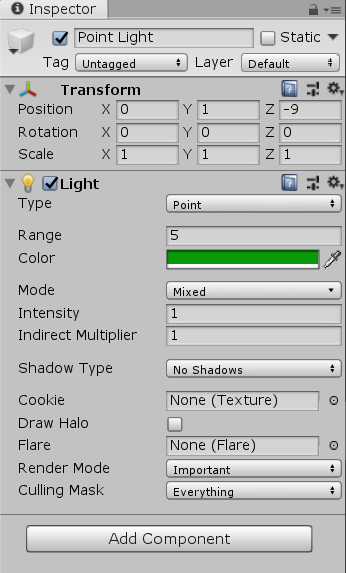 Inspector
Point Light Static
Tag Untagged Layer Default
Transform
Position X 0 Y 1 Z -9
Rotation X 0 Y 0 Z 0
Scale X 1 Y 1 Z 1
Light
Type Point
Range 5
Color
Mode Mixed
Intensity 1
Indirect Multiplier 1
Shadow Type No Shadows
Cookie None (Texture)
Draw Halo
Flare None (Flare)
Render Mode Important
Culling Mask Everything
Add Component